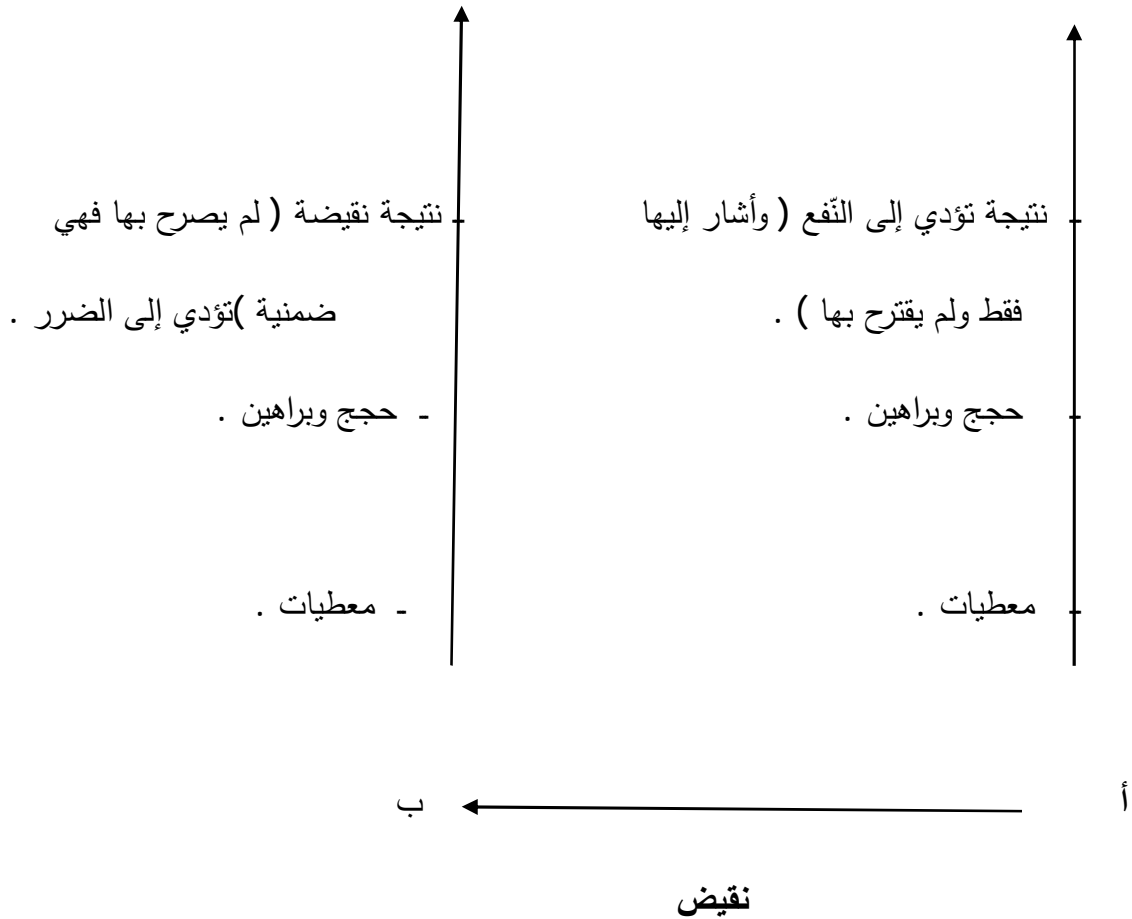 - نتيجة تؤدي إلى النّفع ( وأشار إليها
فقط ولم يقترح بها ) .
- حجج وبراهين .
- معطيات .
- نتيجة نقيضة ( لم يصرح بها فهي
ضمنية )تؤدي إلى الضرر .
- حجج وبراهين .
- معطيات .
أ
ب
نقيض